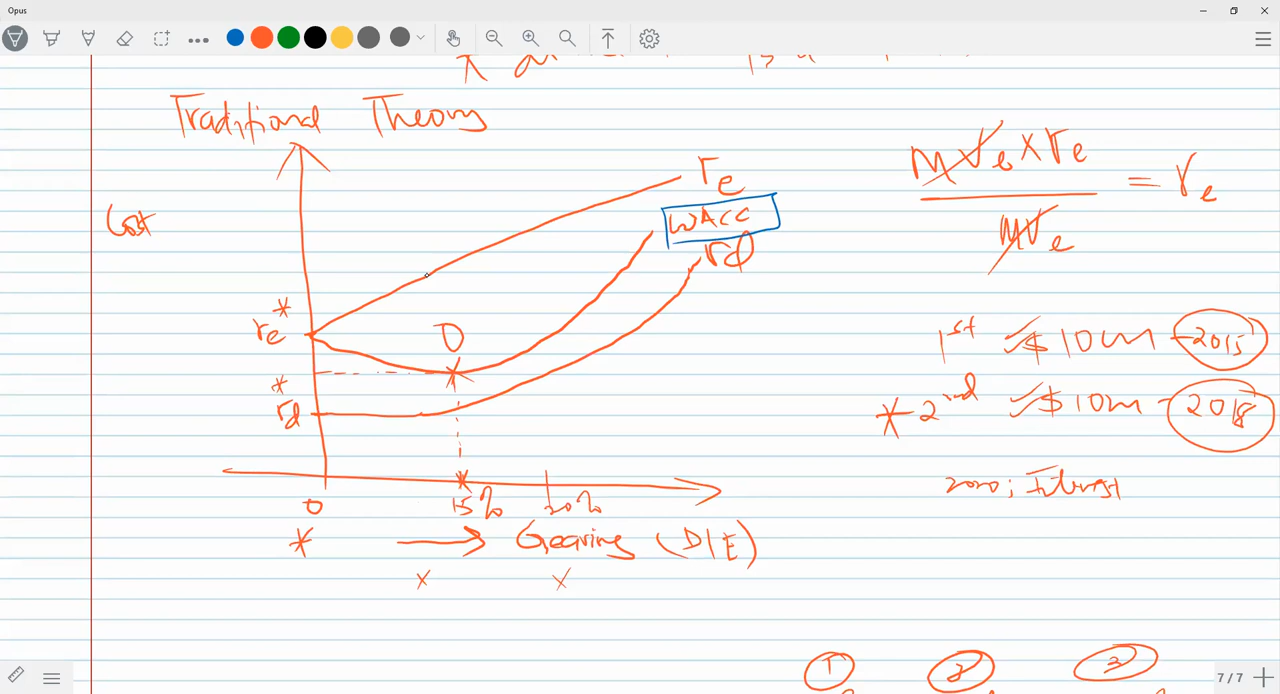 Opus
Traditional Theory
re
WACC
rd
Cost
re*
D
*
rd
0
15%
20%
*
Gearing (D/E)
x x
MVe x re
= re
MVe
1st ✓$ 10m - 2015
* 2nd ✓$ 10m - 2018
2020; Interest
1 2 3
7 / 7